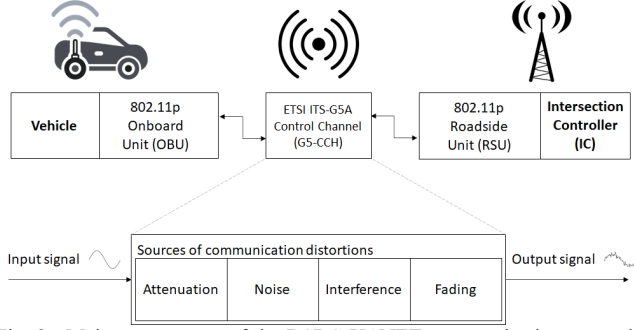 Vehicle
802.11p
Onboard
Unit (OBU)
ETSI ITS-G5A
Control Channel
(G5-CCH)
802.11p
Roadside
Unit (RSU)
Intersection
Controller
(IC)
Input signal
Sources of communication distortions
Attenuation
Noise
Interference
Fading
Output signal